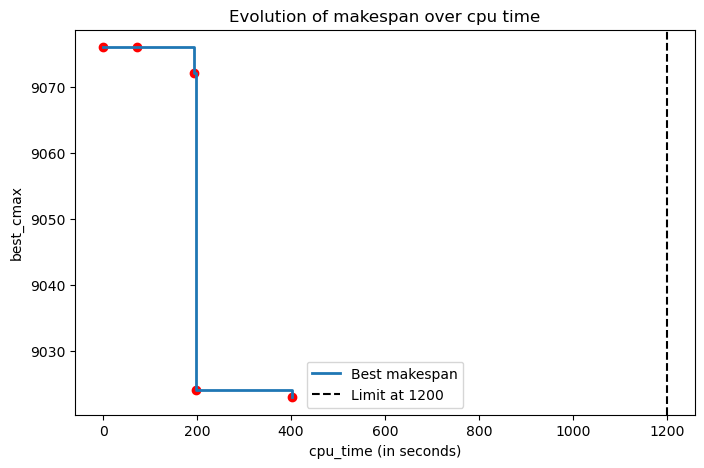 Evolution of makespan over cpu time
best_cmax
9070
9060
9050
9040
9030
Best makespan
Limit at 1200
0
200
400
600
800
1000
1200
cpu_time (in seconds)